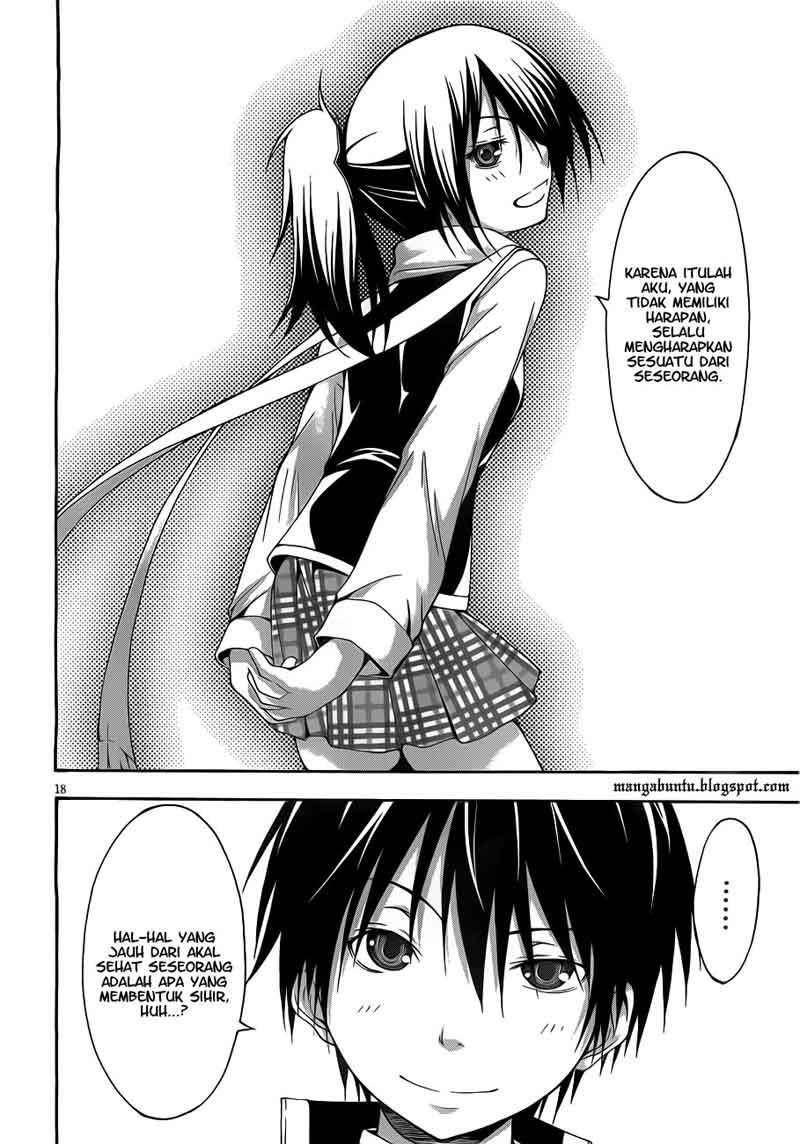 KARENA ITULAH
AKU, YANG
TIDAK MEMILIKI
HARAPAN,
SELALU
MENGHARAPKAN
SESUATU DARI
SESEORANG.
18
mangabuntu.blogspot.com
........
HAL-HAL YANG
JAUH DARI AKAL
SEHAT SESEORANG
ADALAH APA YANG
MEMBENTUK SIHIR,
HUH...?